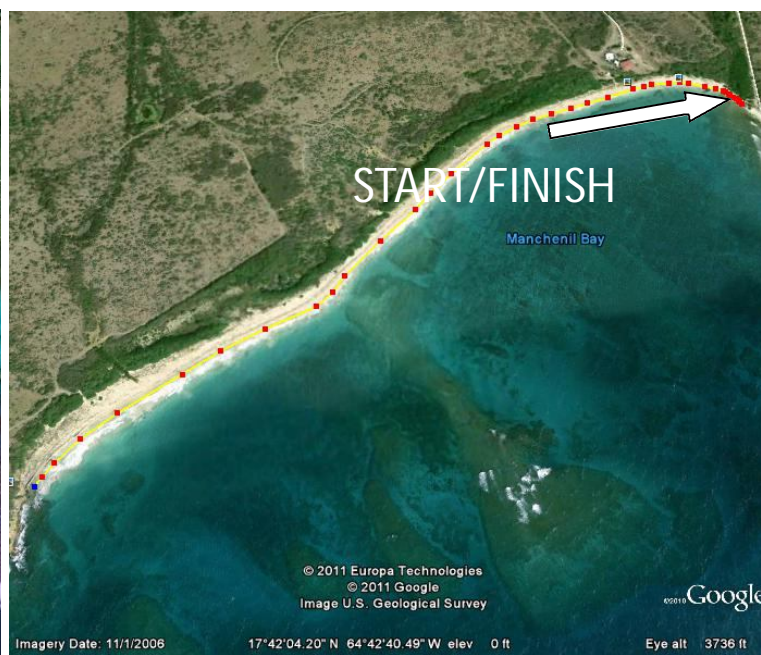 START/FINISH
Manchenil Bay
© 2011 Europa Technologies
© 2011 Google
Image U.S. Geological Survey
©2010 Google
Imagery Date: 11/1/2006 17°42'04.20" N 64°42'40.49" W elev 0 ft Eye alt 3736 ft